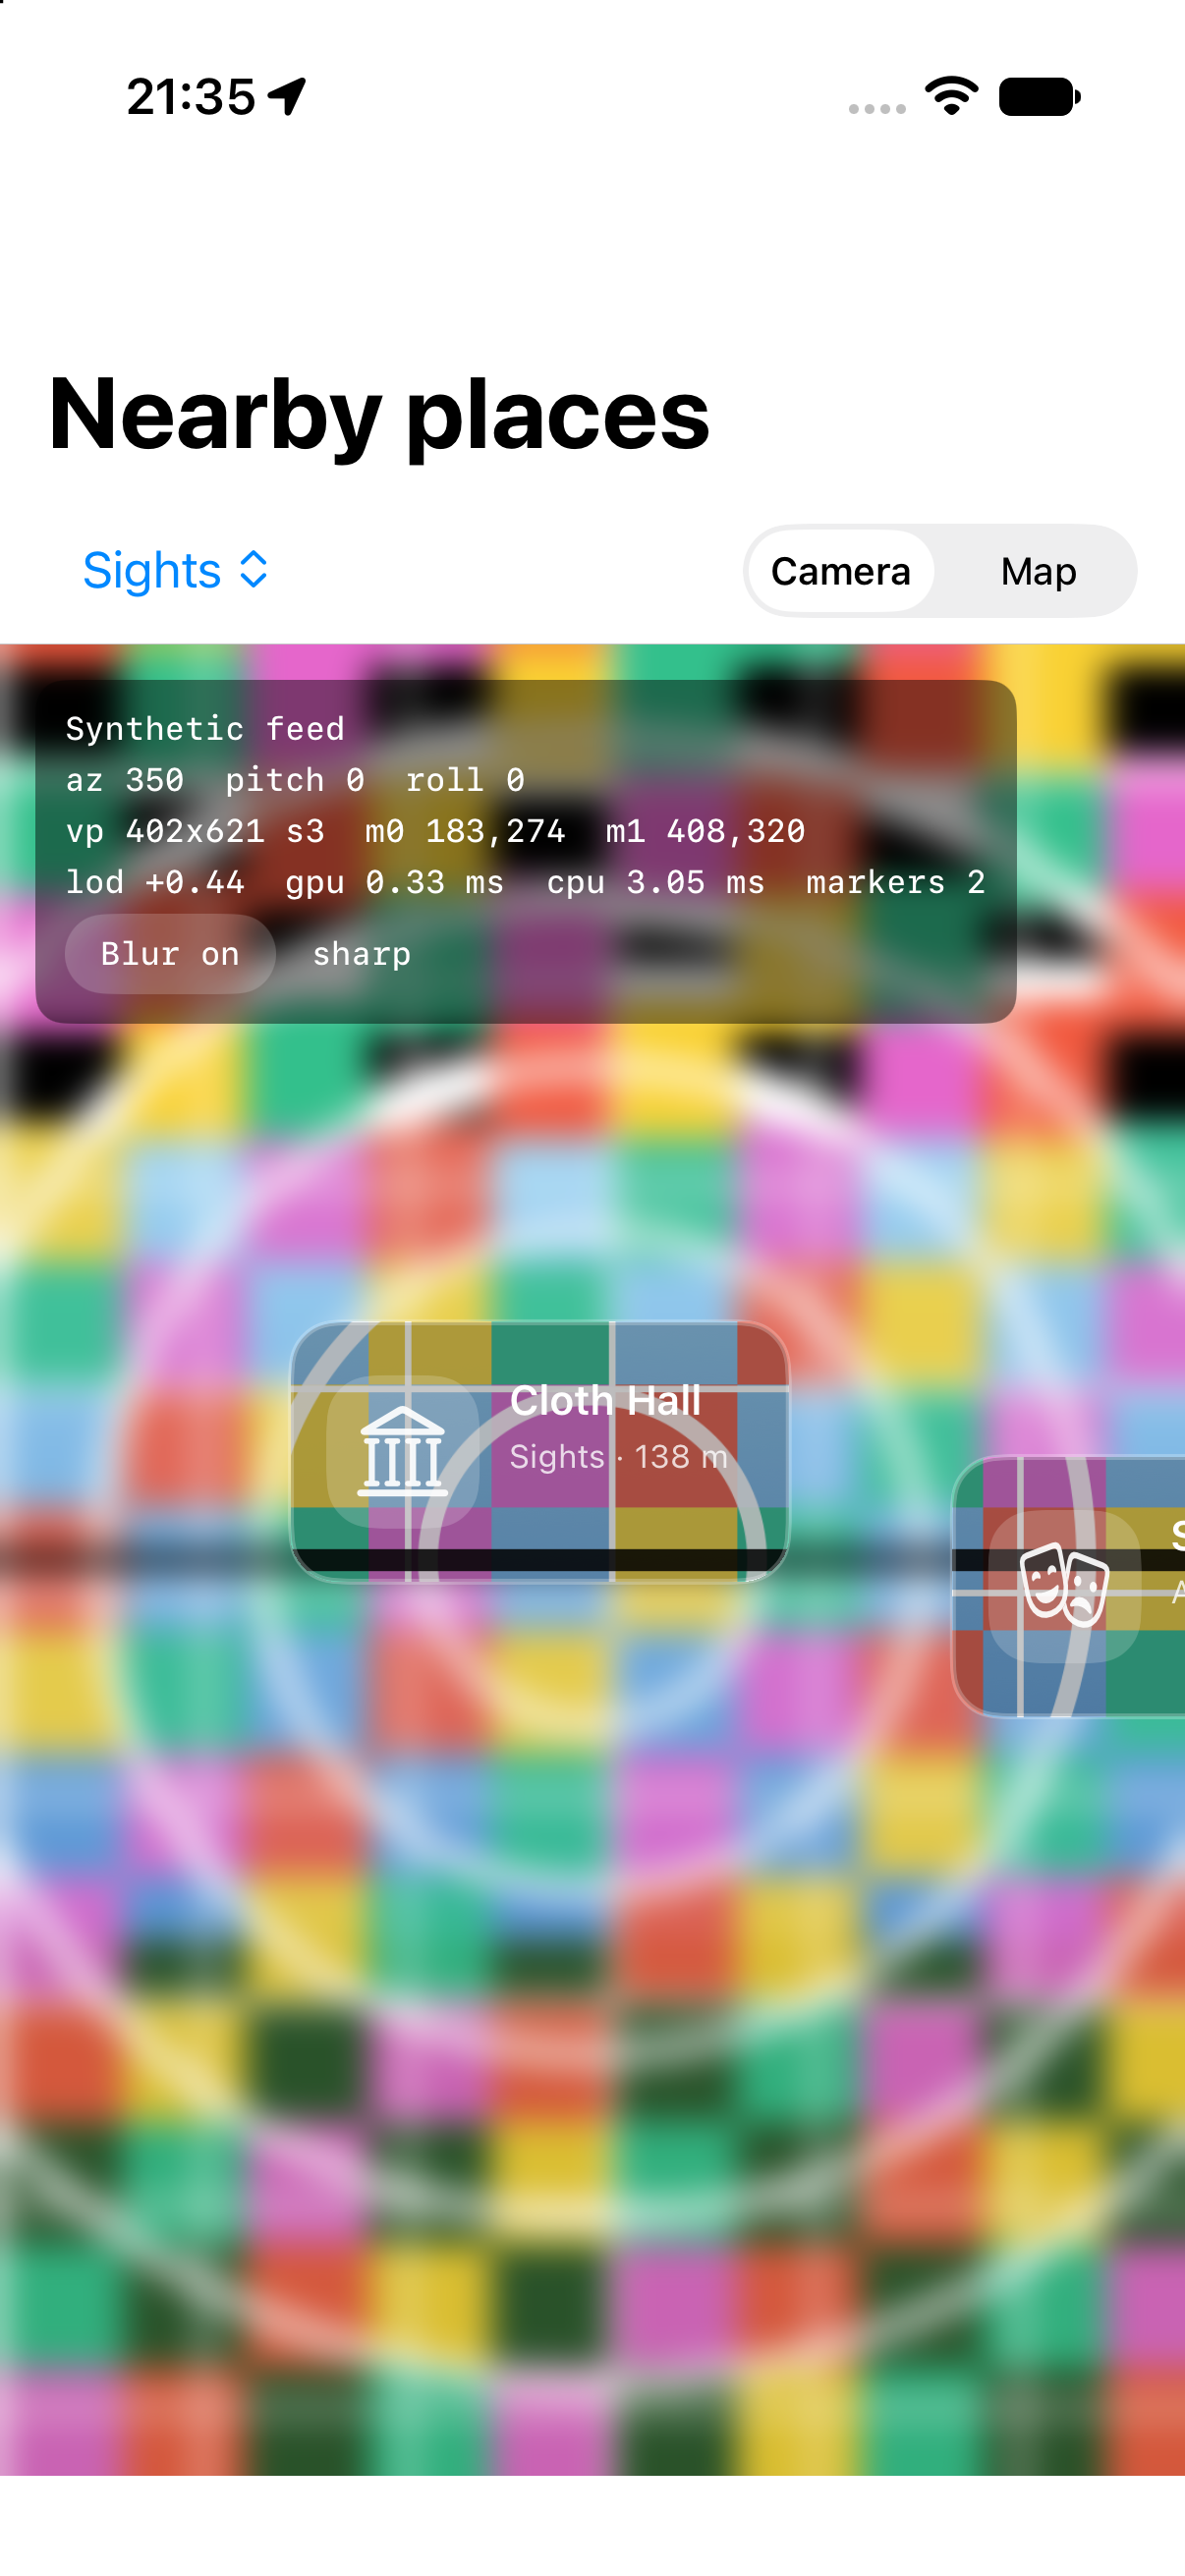 21:35
Nearby places
Sights
Camera Map
Synthetic feed
az 350 pitch 0 roll 0
vp 402x621 s3 m0 183,274 m1 408,320
lod +0.44 gpu 0.33 ms cpu 3.05 ms markers 2
Blur on sharp
Cloth Hall
Sights · 138 m
S
A